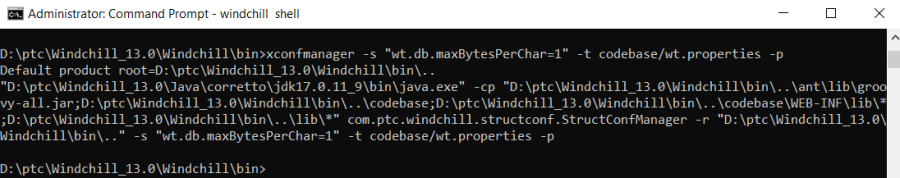 Administrator: Command Prompt - windchill  shell
D:\ptc\Windchill_13.0\Windchill\bin>xconfmanager -s "wt.db.maxBytesPerChar=1" -t codebase/wt.properties -p
Default product root=D:\ptc\Windchill_13.0\Windchill\bin\..
"D:\ptc\Windchill_13.0\Java\corretto\jdk17.0.11_9\bin\java.exe" -cp "D:\ptc\Windchill_13.0\Windchill\bin\..\ant\lib\groo
vy-all.jar;D:\ptc\Windchill_13.0\Windchill\bin\..\codebase;D:\ptc\Windchill_13.0\Windchill\bin\..\codebase\WEB-INF\lib\*
;D:\ptc\Windchill_13.0\Windchill\bin\..\lib\*" com.ptc.windchill.structconf.StructConfManager -r "D:\ptc\Windchill_13.0\
Windchill\bin\.." -s "wt.db.maxBytesPerChar=1" -t codebase/wt.properties -p
D:\ptc\Windchill_13.0\Windchill\bin>